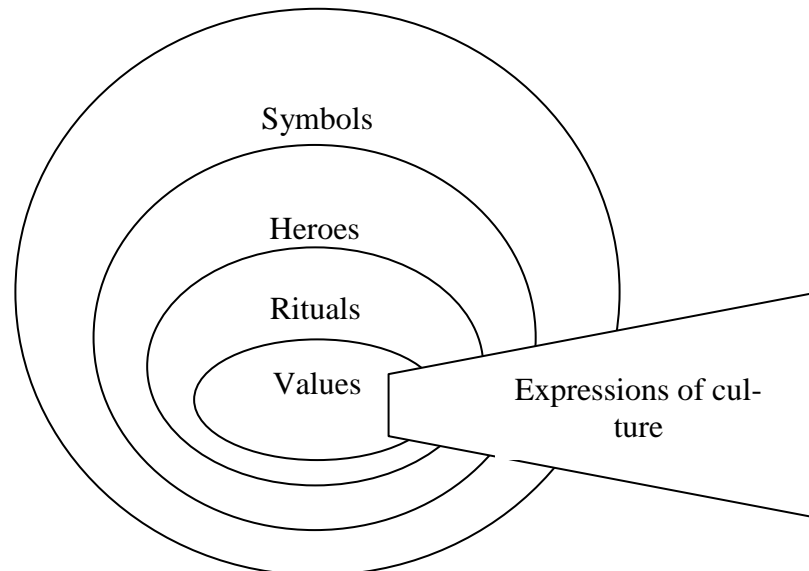 Symbols
Heroes
Rituals
Values
Expressions of cul-
ture